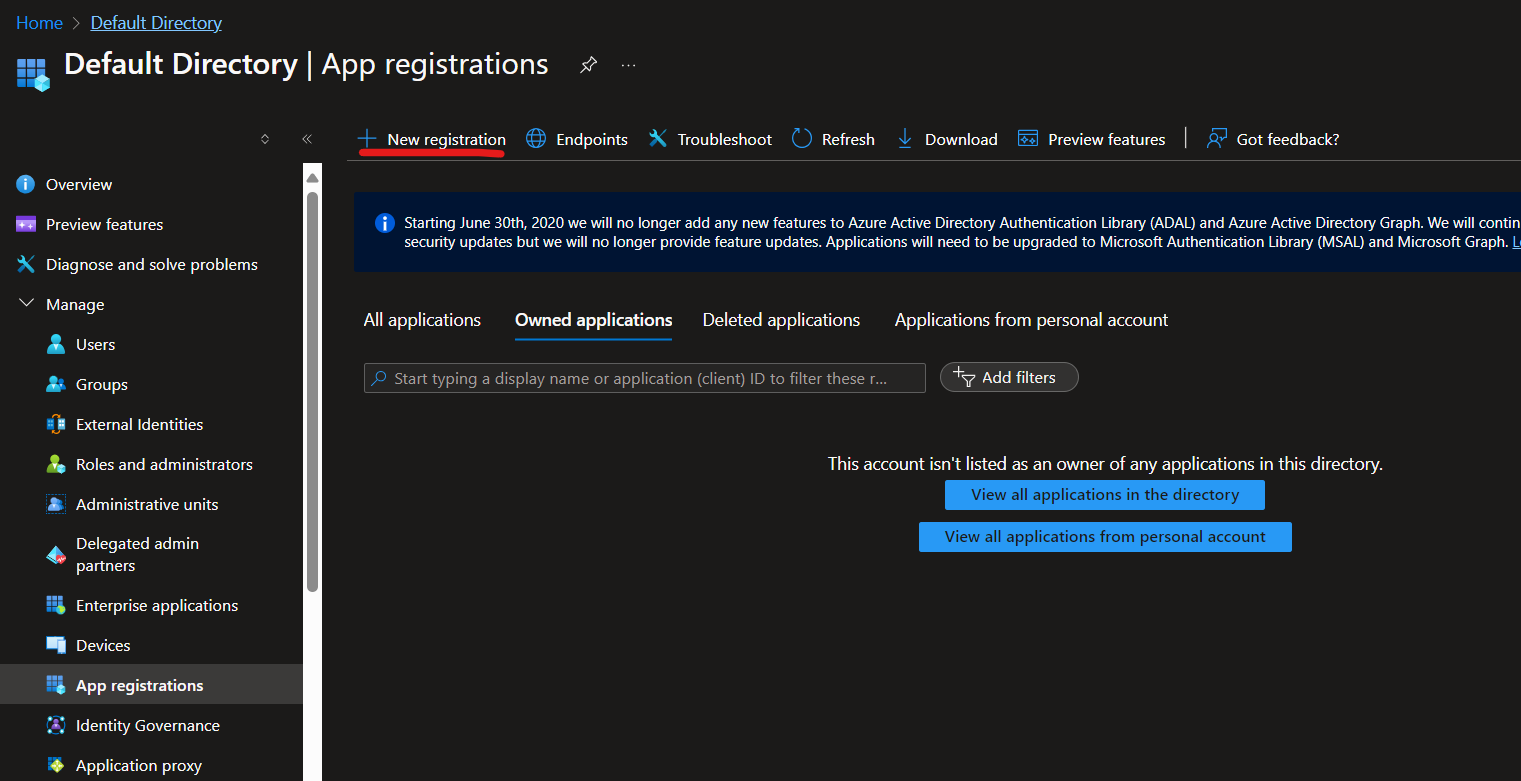 Home > Default Directory
Default Directory | App registrations
New registration
Endpoints
Troubleshoot
Refresh
Download
Preview features
Got feedback?
Overview
Preview features
Diagnose and solve problems
Manage
Users
Groups
External Identities
Roles and administrators
Administrative units
Delegated admin
partners
Enterprise applications
Devices
App registrations
Identity Governance
Application proxy
Starting June 30th, 2020 we will no longer add any new features to Azure Active Directory Authentication Library (ADAL) and Azure Active Directory Graph. We will contin
security updates but we will no longer provide feature updates. Applications will need to be upgraded to Microsoft Authentication Library (MSAL) and Microsoft Graph. L
All applications
Owned applications
Deleted applications
Applications from personal account
Start typing a display name or application (client) ID to filter these r...
Add filters
This account isn't listed as an owner of any applications in this directory.
View all applications in the directory
View all applications from personal account